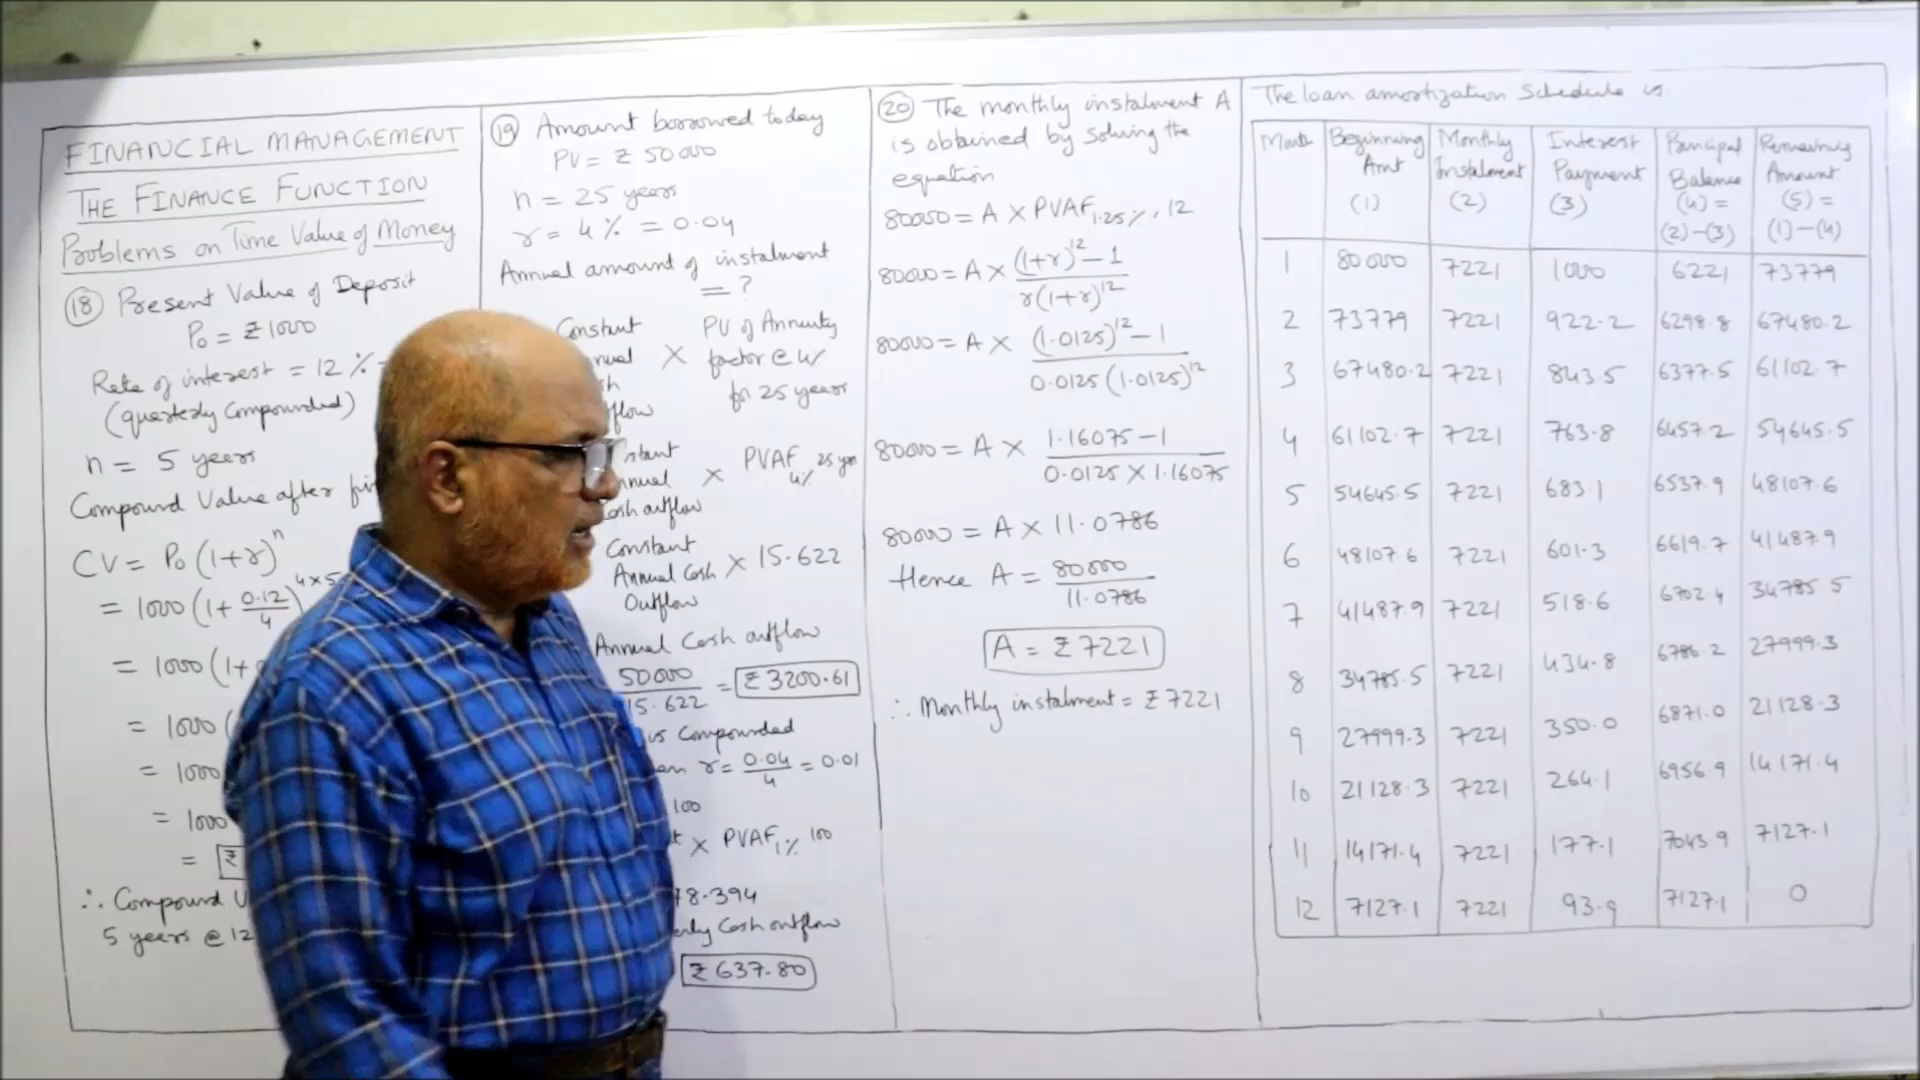 FINANCIAL MANAGEMENT
THE FINANCE FUNCTION
Problems on Time Value of Money
(18) Present Value of Deposit
P₀ = ₹ 1000
Rate of interest = 12 %
(quarterly Compounded)
n = 5 years
Compound Value after
CV = P₀ (1+r)ⁿ
= 1000 (1 + 0.12/4)^4×5
= 1000 (1+
= 1000 (
= 1000
= 1000
= ₹
∴ Compound
5 years @ 12
(19) Amount borrowed today
PV = ₹ 50000
n = 25 years
r = 4 % = 0.04
Annual amount of instalment
= ?
Constant
× PV of Annuity
factor @ 4%
for 25 years
flow
× PVAF 4% 25 yrs
Cash outflow
Constant
Annual Cash × 15.622
Outflow
Annual Cash outflow
50000/15.622 = ₹ 3200.61
is Compounded
r = 0.04/4 = 0.01
100
× PVAF 1% 100
78.394
Cash outflow
₹ 637.80
(20) The monthly instalment A
is obtained by solving the
equation
80000 = A × PVAF 1.25%, 12
80000 = A × (1+r)^12 − 1 / r(1+r)^12
80000 = A × (1.0125)^12 − 1 / 0.0125 (1.0125)^12
80000 = A × 1.16075 − 1 / 0.0125 × 1.16075
80000 = A × 11.0786
Hence A = 80000/11.0786
A = ₹ 7221
∴ Monthly instalment = ₹ 7221
The loan amortization Schedule is
Month | Beginning Amt (1) | Monthly Instalment (2) | Interest Payment (3) | Principal Balance (4) = (2)−(3) | Remaining Amount (5) = (1)−(4)
1 80000 7221 1000 6221 73779
2 73779 7221 922.2 6298.8 67480.2
3 67480.2 7221 843.5 6377.5 61102.7
4 61102.7 7221 763.8 6457.2 54645.5
5 54645.5 7221 683.1 6537.9 48107.6
6 48107.6 7221 601.3 6619.7 41487.9
7 41487.9 7221 518.6 6702.4 34785.5
8 34785.5 7221 434.8 6786.2 27999.3
9 27999.3 7221 350.0 6871.0 21128.3
10 21128.3 7221 264.1 6956.9 14171.4
11 14171.4 7221 177.1 7043.9 7127.1
12 7127.1 7221 93.9 7127.1 0